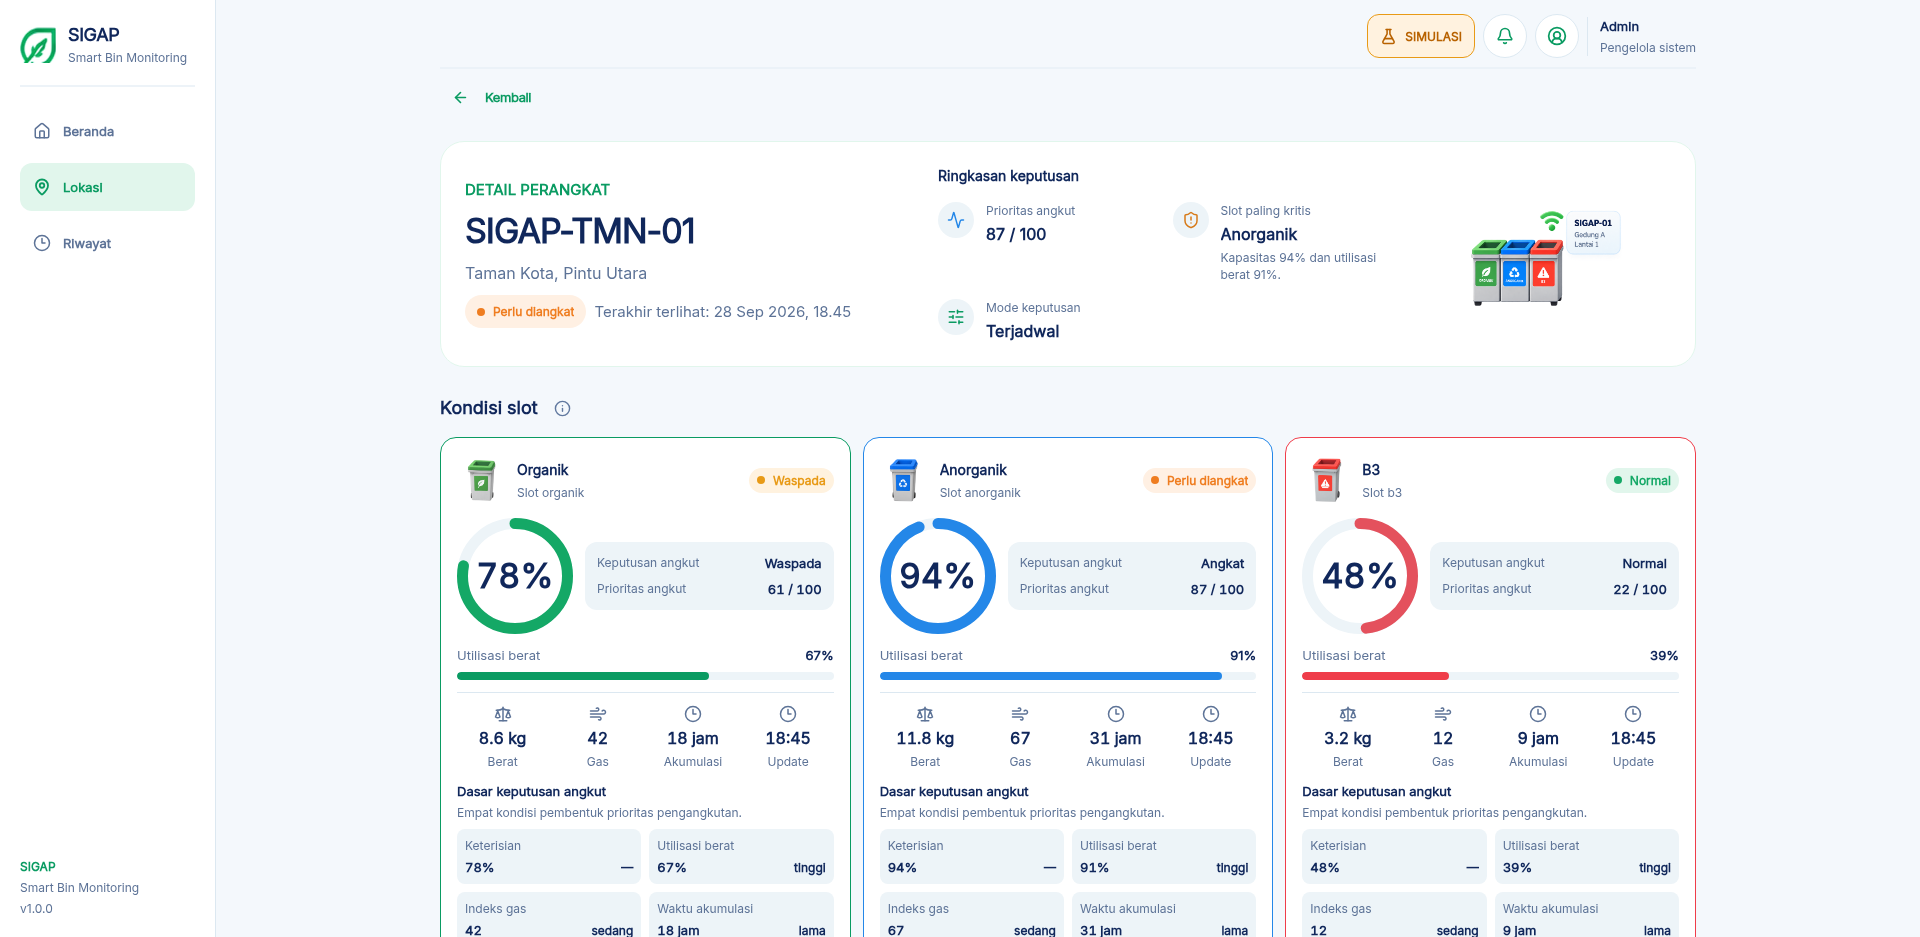 SIGAP
Smart Bin Monitoring
Beranda
Lokasi
Riwayat
SIGAP
Smart Bin Monitoring
v1.0.0
SIMULASI
Admin
Pengelola sistem
Kembali
DETAIL PERANGKAT
SIGAP-TMN-01
Taman Kota, Pintu Utara
Perlu diangkat
Terakhir terlihat: 28 Sep 2026, 18.45
Ringkasan keputusan
Prioritas angkut
87 / 100
Slot paling kritis
Anorganik
Kapasitas 94% dan utilisasi
berat 91%.
Mode keputusan
Terjadwal
SIGAP-01
Gedung A
Lantai 1
Kondisi slot
Organik
Slot organik
Waspada
78%
Keputusan angkut Waspada
Prioritas angkut 61 / 100
Utilisasi berat 67%
8.6 kg 42 18 jam 18:45
Berat Gas Akumulasi Update
Dasar keputusan angkut
Empat kondisi pembentuk prioritas pengangkutan.
Keterisian Utilisasi berat
78% — 67% tinggi
Indeks gas Waktu akumulasi
42 sedang 18 jam lama
Anorganik
Slot anorganik
Perlu diangkat
94%
Keputusan angkut Angkat
Prioritas angkut 87 / 100
Utilisasi berat 91%
11.8 kg 67 31 jam 18:45
Berat Gas Akumulasi Update
Dasar keputusan angkut
Empat kondisi pembentuk prioritas pengangkutan.
Keterisian Utilisasi berat
94% — 91% tinggi
Indeks gas Waktu akumulasi
67 sedang 31 jam lama
B3
Slot b3
Normal
48%
Keputusan angkut Normal
Prioritas angkut 22 / 100
Utilisasi berat 39%
3.2 kg 12 9 jam 18:45
Berat Gas Akumulasi Update
Dasar keputusan angkut
Empat kondisi pembentuk prioritas pengangkutan.
Keterisian Utilisasi berat
48% — 39% tinggi
Indeks gas Waktu akumulasi
12 sedang 9 jam lama